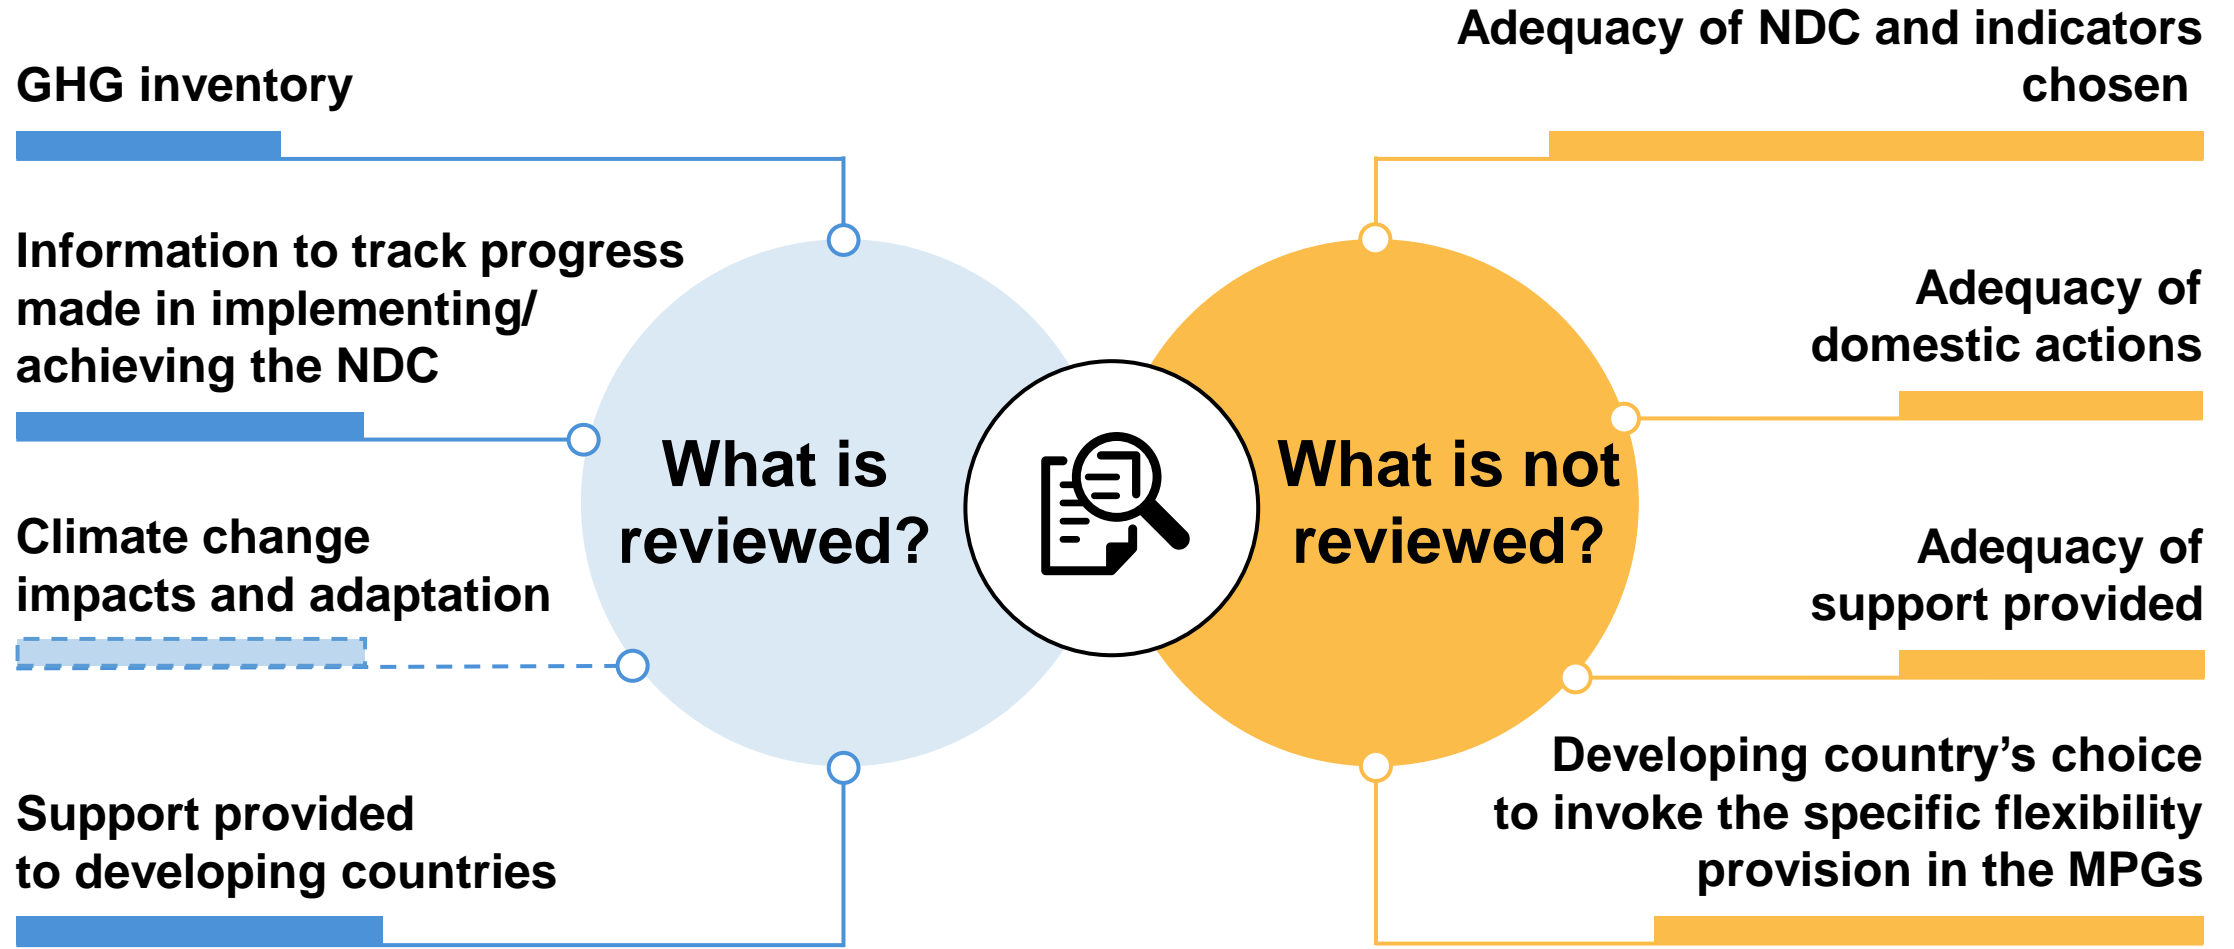 GHG inventory
Information to track progress
made in implementing/
achieving the NDC
Climate change
impacts and adaptation
Support provided
to developing countries
What is
reviewed?
What is not
reviewed?
Adequacy of NDC and indicators
chosen
Adequacy of
domestic actions
Adequacy of
support provided
Developing country’s choice
to invoke the specific flexibility
provision in the MPGs